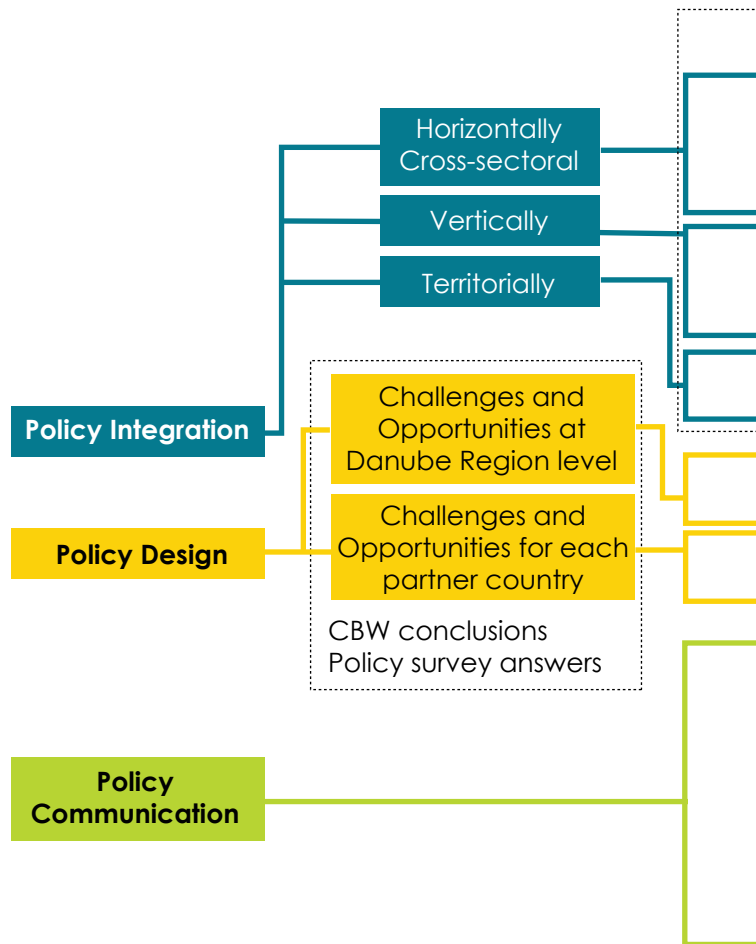 Horizontally
Cross-sectoral
Vertically
Territorially
Policy Integration
Challenges and
Opportunities at
Danube Region level
Policy Design
Challenges and
Opportunities for each
partner country
CBW conclusions
Policy survey answers
Policy
Communication